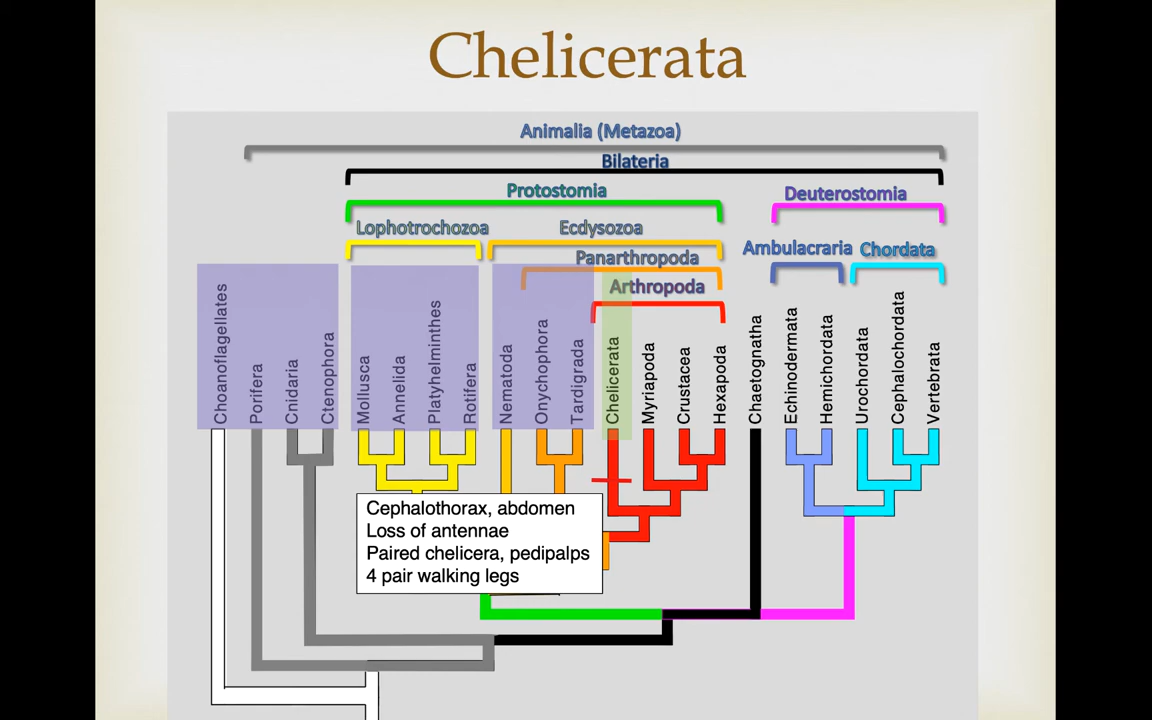 Chelicerata
Animalia (Metazoa)
Bilateria
Protostomia
Deuterostomia
Lophotrochozoa
Ecdysozoa
Panarthropoda
Ambulacraria
Chordata
Arthropoda
Choanoflagellates
Porifera
Cnidaria
Ctenophora
Mollusca
Annelida
Platyhelminthes
Rotifera
Nematoda
Onychophora
Tardigrada
Chelicerata
Myriapoda
Crustacea
Hexapoda
Chaetognatha
Echinodermata
Hemichordata
Urochordata
Cephalochordata
Vertebrata
Cephalothorax, abdomen
Loss of antennae
Paired chelicera, pedipalps
4 pair walking legs